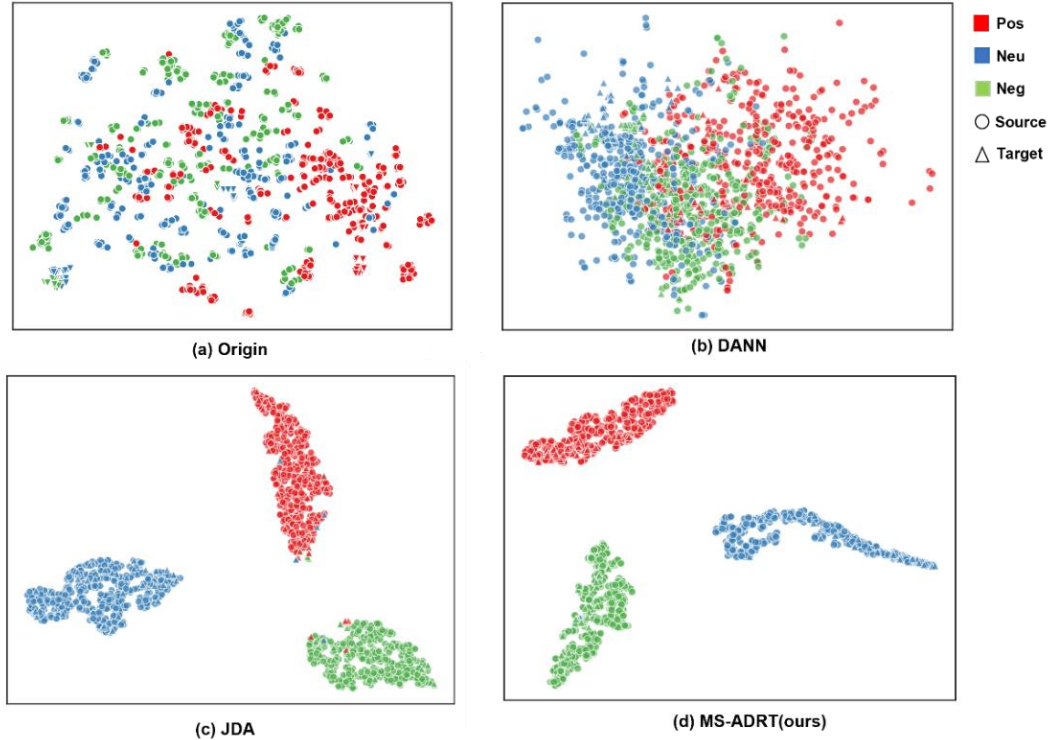 Pos
Neu
Neg
Source
Target
(a) Origin
(b) DANN
(c) JDA
(d) MS-ADRT(ours)